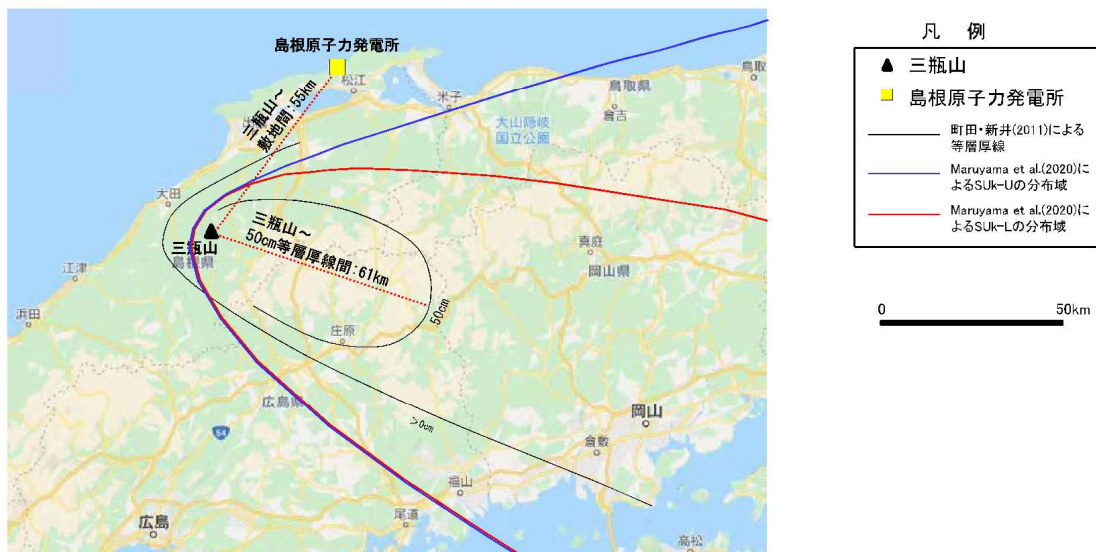 島根原子力発電所
松江
鳥取
鳥取県
米子
倉吉
大山隠岐
国立公園
三瓶山~
敷地間:55km
大田
三瓶山~
50cm等層厚線間:61km
三瓶山
島根県
真庭
岡山県
江津
50cm
浜田
庄原
広島県
>0cm
岡山
倉敷
54
福山
尾道
広島
高松
凡 例
三瓶山
島根原子力発電所
町田・新井(2011)による
等層厚線
Maruyama et al.(2020)に
よるSUk-Uの分布域
Maruyama et al.(2020)に
よるSUk-Lの分布域
0 50km